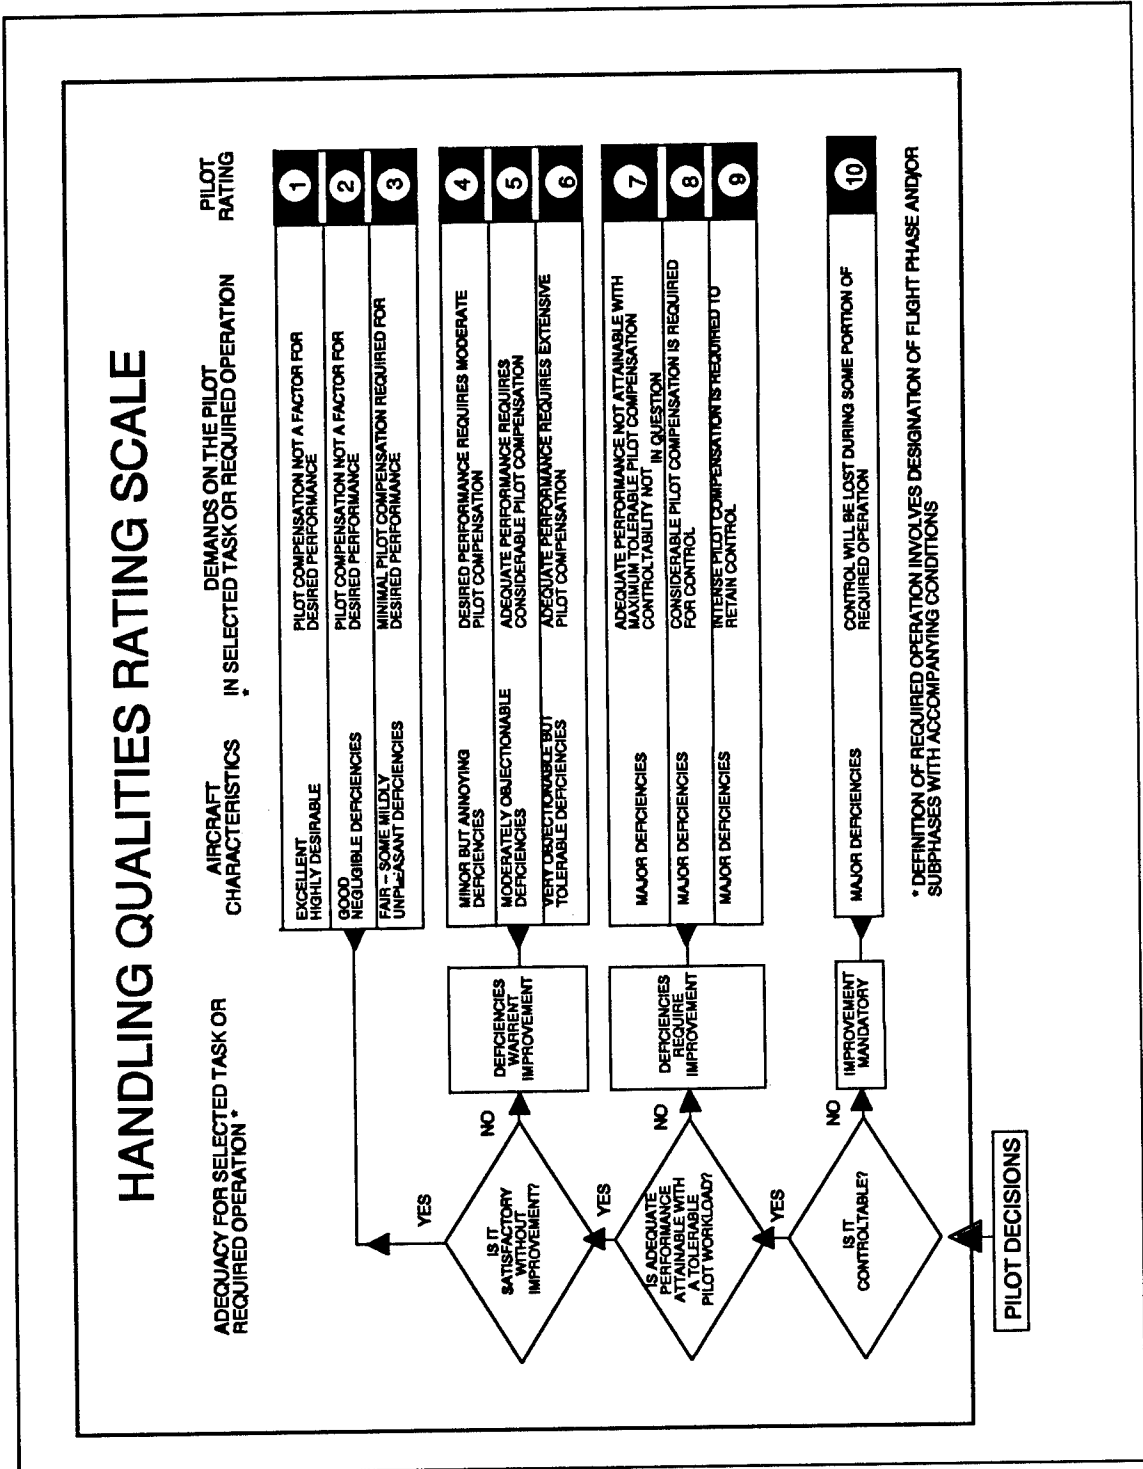 HANDLING QUALITIES RATING SCALE
ADEQUACY FOR SELECTED TASK OR
REQUIRED OPERATION *
AIRCRAFT
CHARACTERISTICS
DEMANDS ON THE PILOT
IN SELECTED TASK OR REQUIRED OPERATION
*
PILOT
RATING
EXCELLENT
HIGHLY DESIRABLE
PILOT COMPENSATION NOT A FACTOR FOR
DESIRED PERFORMANCE
1
GOOD
NEGLIGIBLE DEFICIENCIES
PILOT COMPENSATION NOT A FACTOR FOR
DESIRED PERFORMANCE
2
FAIR -- SOME MILDLY
UNPLEASANT DEFICIENCIES
MINIMAL PILOT COMPENSATION REQUIRED FOR
DESIRED PERFORMANCE
3
YES
IS IT
SATISFACTORY
WITHOUT
IMPROVEMENT?
NO
DEFICIENCIES
WARRENT
IMPROVEMENT
MINOR BUT ANNOYING
DEFICIENCIES
DESIRED PERFORMANCE REQUIRES MODERATE
PILOT COMPENSATION
4
MODERATELY OBJECTIONABLE
DEFICIENCIES
ADEQUATE PERFORMANCE REQUIRES
CONSIDERABLE PILOT COMPENSATION
5
VERY OBJECTIONABLE BUT
TOLERABLE DEFICIENCIES
ADEQUATE PERFORMANCE REQUIRES EXTENSIVE
PILOT COMPENSATION
6
YES
IS ADEQUATE
PERFORMANCE
ATTAINABLE WITH
A TOLERABLE
PILOT WORKLOAD?
NO
DEFICIENCIES
REQUIRE
IMPROVEMENT
MAJOR DEFICIENCIES
ADEQUATE PERFORMANCE NOT ATTAINABLE WITH
MAXIMUM TOLERABLE PILOT COMPENSATION
CONTROLTABILITY NOT IN QUESTION
7
MAJOR DEFICIENCIES
CONSIDERABLE PILOT COMPENSATION IS REQUIRED
FOR CONTROL
8
MAJOR DEFICIENCIES
INTENSE PILOT COMPENSATION IS REQUIRED TO
RETAIN CONTROL
9
YES
IS IT
CONTROLTABLE?
NO
IMPROVEMENT
MANDATORY
MAJOR DEFICIENCIES
CONTROL WILL BE LOST DURING SOME PORTION OF
REQUIRED OPERATION
10
PILOT DECISIONS
* DEFINITION OF REQUIRED OPERATION INVOLVES DESIGNATION OF FLIGHT PHASE AND/OR
SUBPHASES WITH ACCOMPANYING CONDITIONS